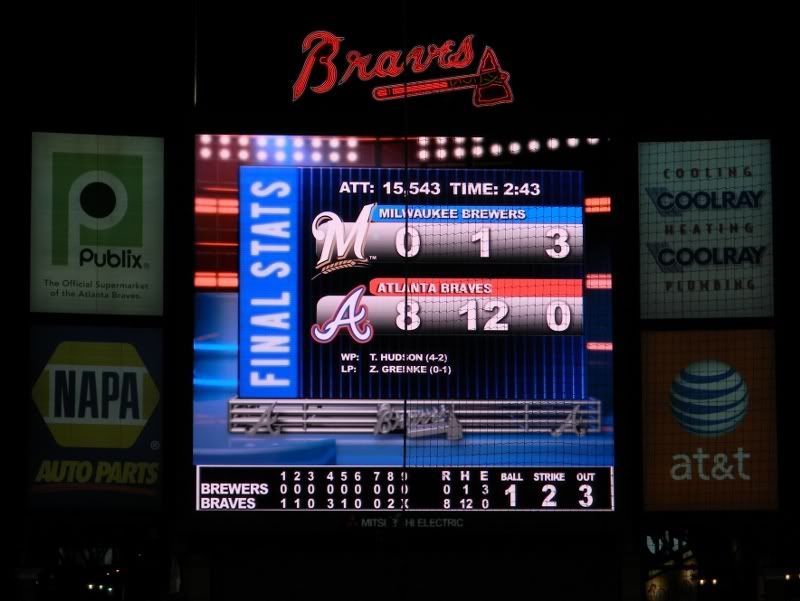 Braves
Publix®
The Official Supermarket
of the Atlanta Braves.
NAPA
®
AUTO PARTS
FINAL STATS
ATT: 15,543 TIME: 2:43
M™
MILWAUKEE BREWERS
0 1 3
A
ATLANTA BRAVES
8 12 0
WP: T. HUDSON (4-2)
LP: Z. GREINKE (0-1)
A Braves A
1 2 3 4 5 6 7 8 9 R H E BALL STRIKE OUT
BREWERS 0 0 0 0 0 0 0 0 0 0 1 3 1 2 3
BRAVES 1 1 0 3 1 0 0 2 X 8 12 0
COOLING
COOLRAY
HEATING
COOLRAY
PLUMBING
at&t